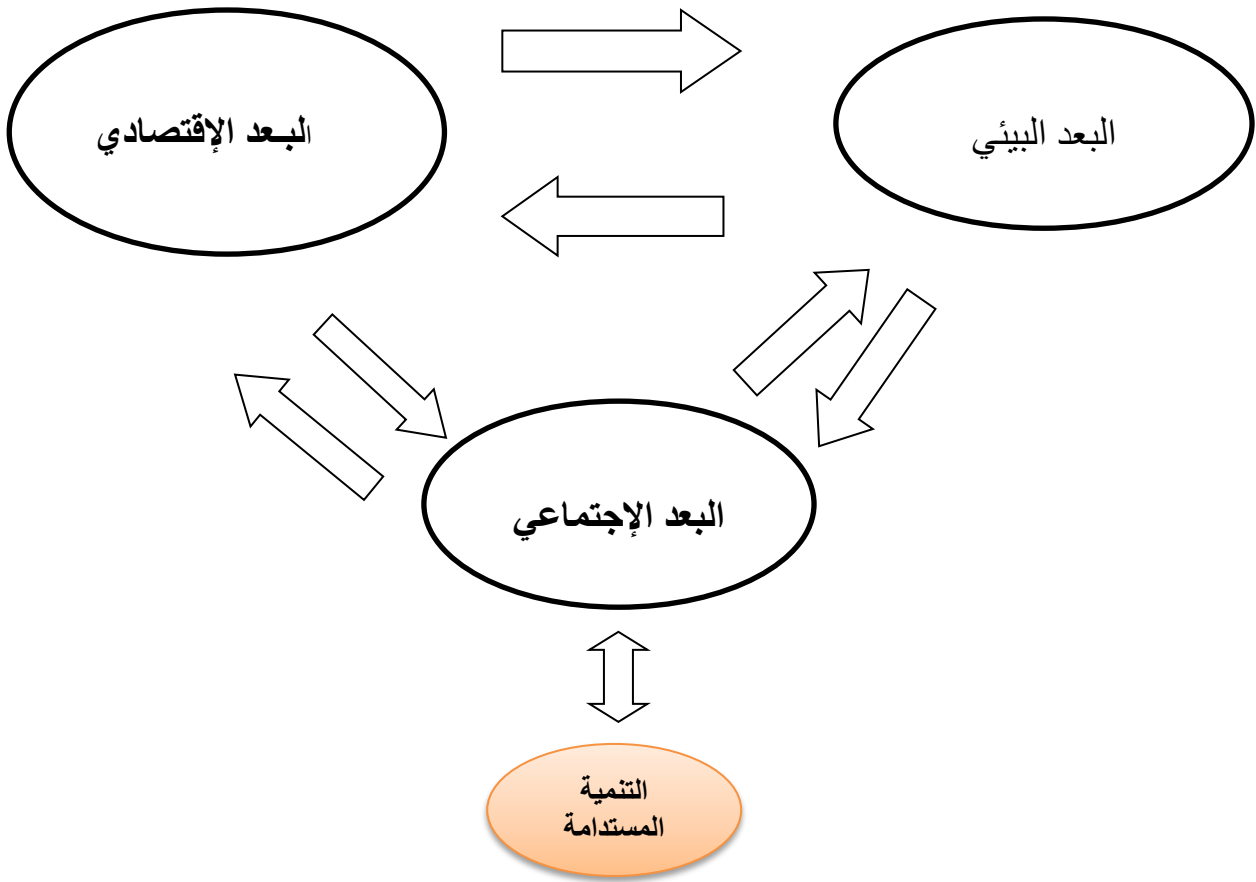 البعد البيئي
البـعد الإقتصادي
البعد الإجتماعي
التنمية
المستدامة